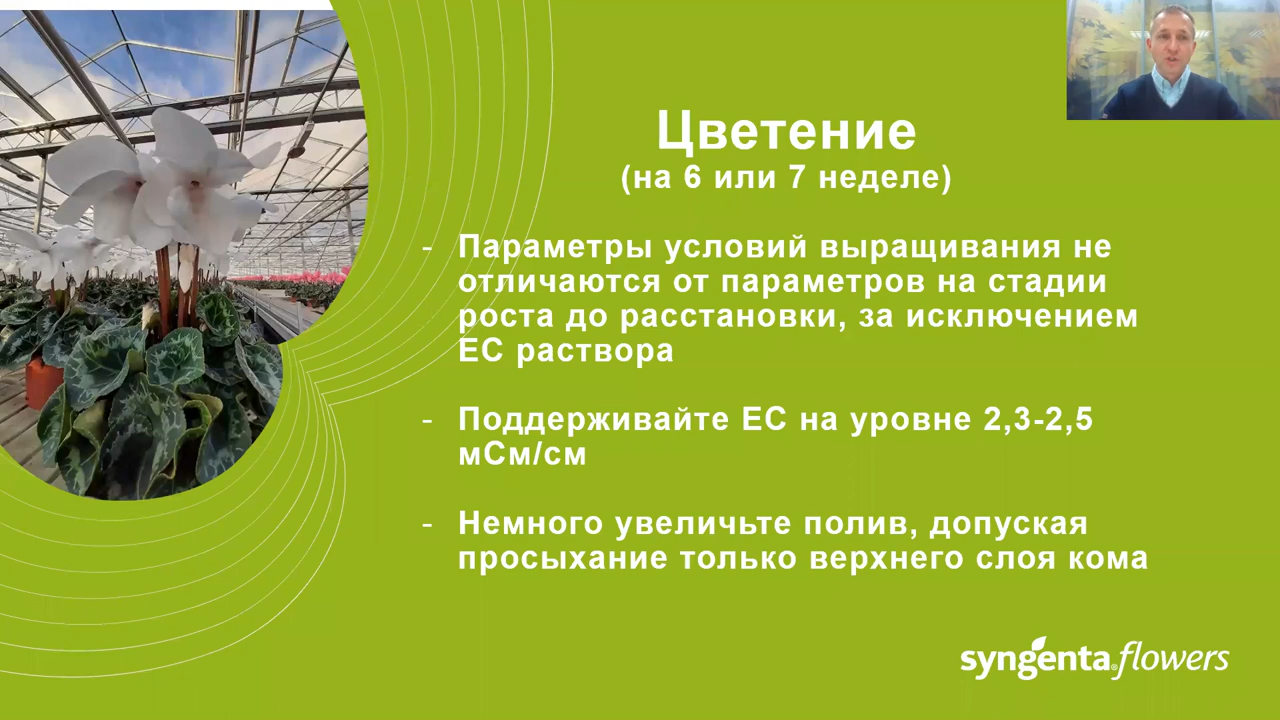 Цветение
(на 6 или 7 неделе)
- Параметры условий выращивания не
отличаются от параметров на стадии
роста до расстановки, за исключением
ЕС раствора
- Поддерживайте ЕС на уровне 2,3-2,5
мСм/см
- Немного увеличьте полив, допуская
просыхание только верхнего слоя кома
syngenta® flowers